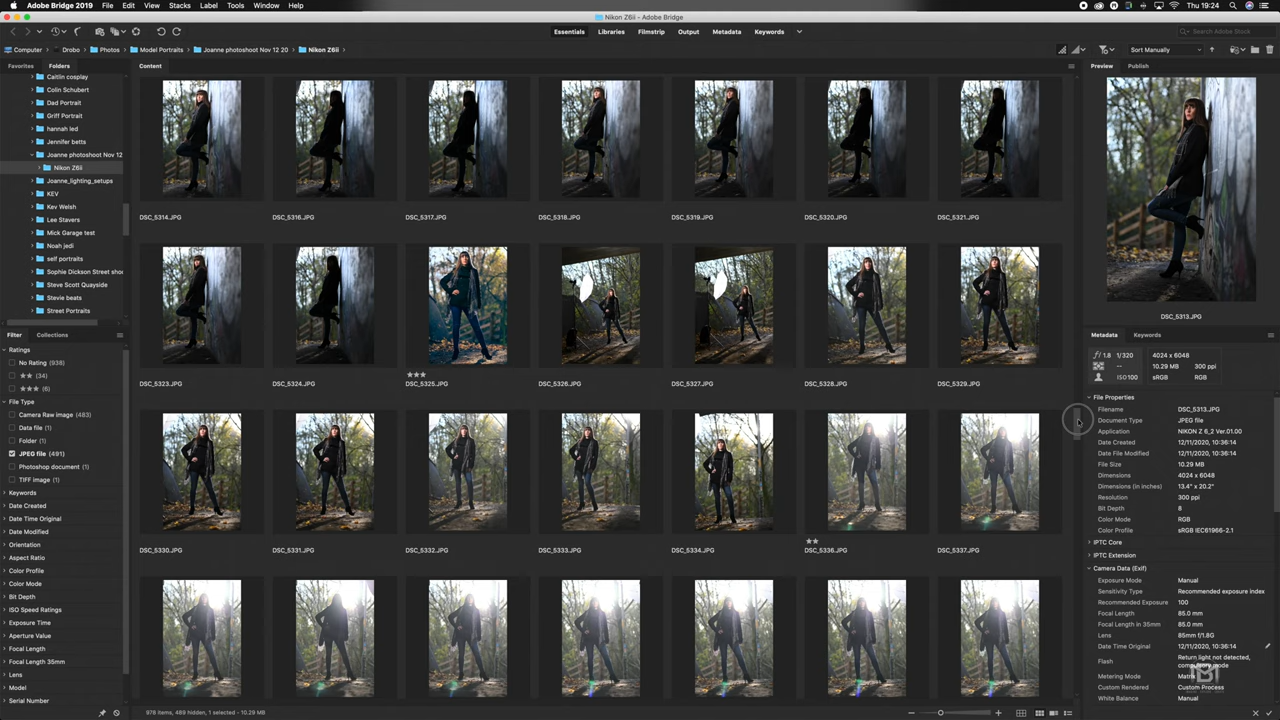 Adobe Bridge 2019 File Edit View Stacks Label Tools Window Help Thu 19:24
Nikon Z6ii - Adobe Bridge
Essentials Libraries Filmstrip Output Metadata Keywords Search Adobe Stock
Computer Drobo Photos Model Portraits Joanne photoshoot Nov 12 20 Nikon Z6ii Sort Manually
Favorites Folders
Caitlin cosplay
Colin Schubert
Dad Portrait
Griff Portrait
hannah led
Jennifer betts
Joanne photoshoot Nov 12
Nikon Z6ii
Joanne_lighting_setups
KEV
Kev Welsh
Lee Stavers
Mick Garage test
Noah jedi
self portraits
Sophie Dickson Street sho
Steve Scott Quayside
Stevie beats
Street Portraits
Filter Collections
Ratings
No Rating (938)
★★ (34)
★★★ (6)
File Type
Camera Raw image (483)
Data file (1)
Folder (1)
JPEG file (491)
Photoshop document (1)
TIFF image (1)
Keywords
Date Created
Date Time Original
Date Modified
Orientation
Aspect Ratio
Color Profile
Color Mode
Bit Depth
ISO Speed Ratings
Exposure Time
Aperture Value
Focal Length
Focal Length 35mm
Lens
Model
Serial Number
Content
DSC_5314.JPG DSC_5316.JPG DSC_5317.JPG DSC_5318.JPG DSC_5319.JPG DSC_5320.JPG DSC_5321.JPG
★★★
DSC_5323.JPG DSC_5324.JPG DSC_5325.JPG DSC_5326.JPG DSC_5327.JPG DSC_5328.JPG DSC_5329.JPG
★★
DSC_5330.JPG DSC_5331.JPG DSC_5332.JPG DSC_5333.JPG DSC_5334.JPG DSC_5336.JPG DSC_5337.JPG
978 items, 489 hidden, 1 selected - 10.29 MB
Preview Publish
DSC_5313.JPG
Metadata Keywords
f/ 1.8 1/320 4024 x 6048
-- 10.29 MB 300 ppi
ISO100 sRGB RGB
File Properties
Filename DSC_5313.JPG
Document Type JPEG file
Application NIKON Z 6_2 Ver.01.00
Date Created 12/11/2020, 10:36:14
Date File Modified 12/11/2020, 10:36:14
File Size 10.29 MB
Dimensions 4024 x 6048
Dimensions (in inches) 13.4" x 20.2"
Resolution 300 ppi
Bit Depth 8
Color Mode RGB
Color Profile sRGB IEC61966-2.1
IPTC Core
IPTC Extension
Camera Data (Exif)
Exposure Mode Manual
Sensitivity Type Recommended exposure index
Recommended Exposure 100
Focal Length 85.0 mm
Focal Length in 35mm 85.0 mm
Lens 85mm f/1.8G
Date Time Original 12/11/2020, 10:36:14
Flash Return light not detected, compulsory mode
Metering Mode Matrix
Custom Rendered Custom Process
White Balance Manual